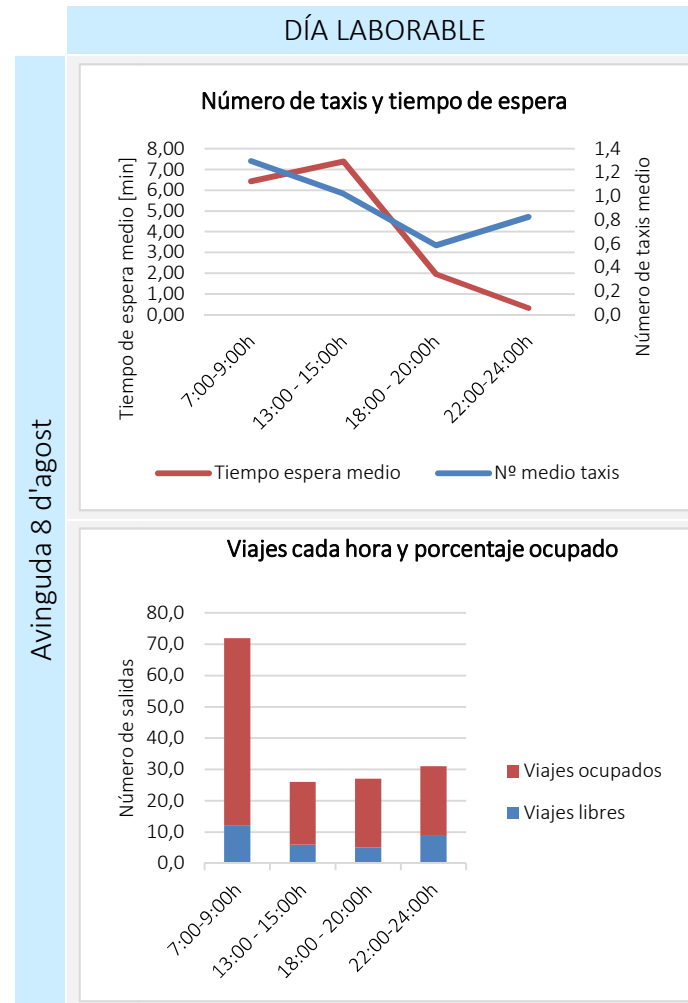 DÍA LABORABLE
Avinguda 8 d'agost
Número de taxis y tiempo de espera
Tiempo de espera medio [min]
8,00
7,00
6,00
5,00
4,00
3,00
2,00
1,00
0,00
1,4
1,2
1,0
0,8
0,6
0,4
0,2
0,0
Número de taxis medio
7:00-9:00h
13:00 - 15:00h
18:00 - 20:00h
22:00-24:00h
Tiempo espera medio
Nº medio taxis
Viajes cada hora y porcentaje ocupado
Número de salidas
80,0
70,0
60,0
50,0
40,0
30,0
20,0
10,0
0,0
7:00-9:00h
13:00 - 15:00h
18:00 - 20:00h
22:00-24:00h
Viajes ocupados
Viajes libres